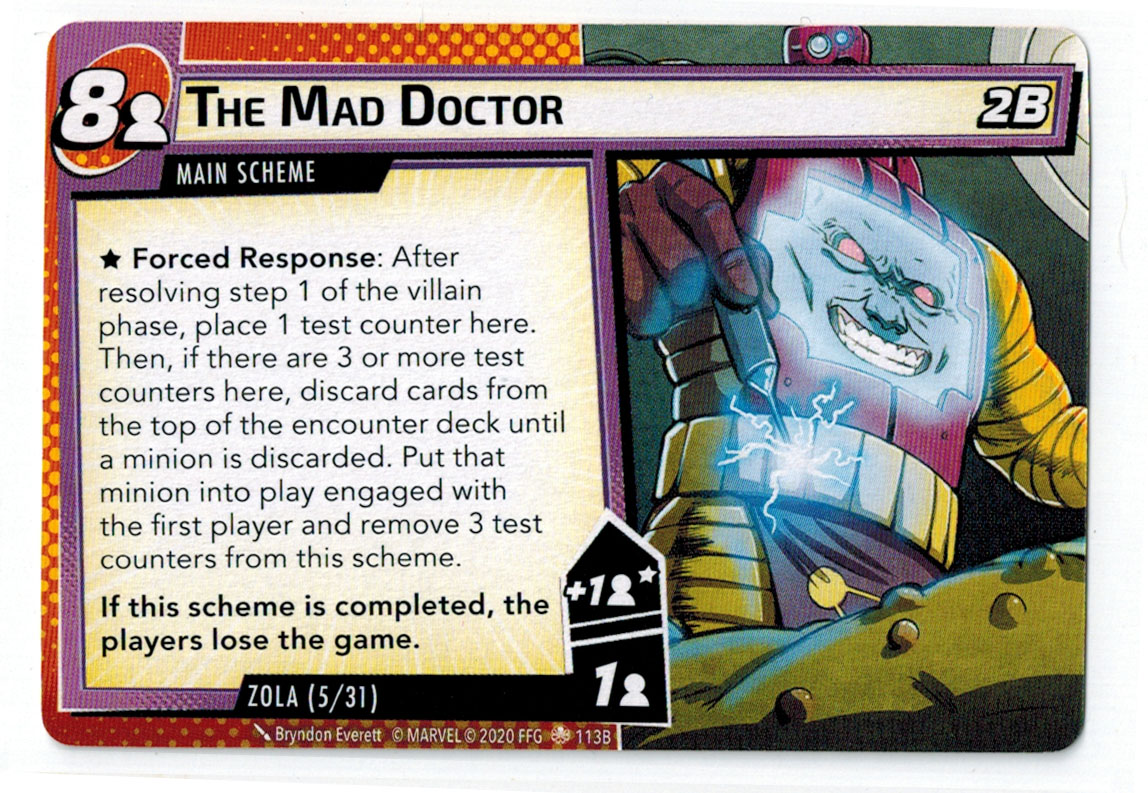 8
THE MAD DOCTOR
2B
MAIN SCHEME
★ Forced Response: After
resolving step 1 of the villain
phase, place 1 test counter here.
Then, if there are 3 or more test
counters here, discard cards from
the top of the encounter deck until
a minion is discarded. Put that
minion into play engaged with
the first player and remove 3 test
counters from this scheme.
If this scheme is completed, the
players lose the game.
+1★
1
ZOLA (5/31)
Bryndon Everett © MARVEL © 2020 FFG 113B